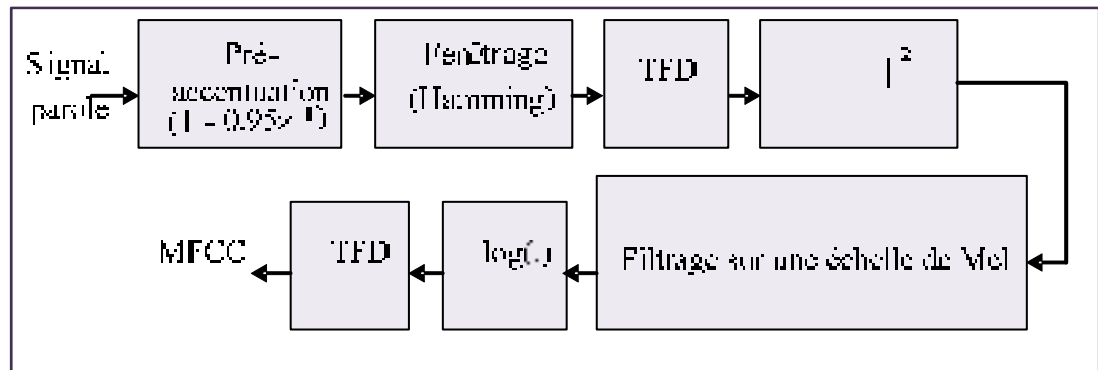 Signal
parole
Pré-
accentuation
(1 - 0.95z⁻¹)
Fenêtrage
(Hamming)
TFD
| ²
Filtrage sur une échelle de Mel
log(.)
TFD
MFCC